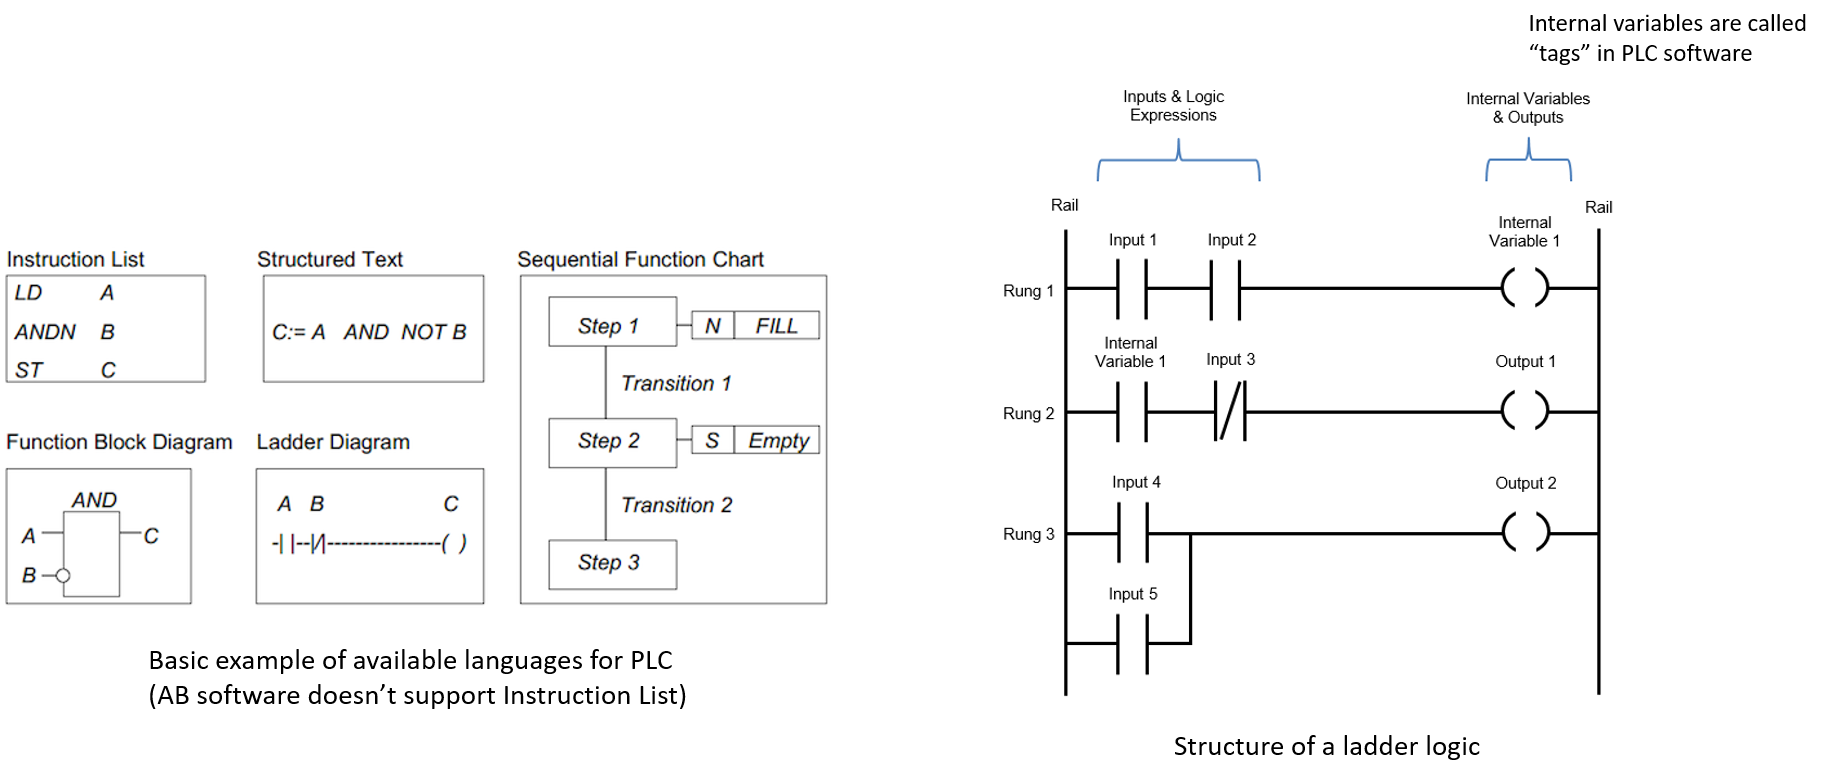 Internal variables are called
“tags” in PLC software
Inputs & Logic
Expressions
Internal Variables
& Outputs
Rail
Rail
Input 1
Input 2
Internal
Variable 1
Rung 1
Internal
Variable 1
Input 3
Output 1
Rung 2
Input 4
Output 2
Rung 3
Input 5
Structure of a ladder logic
Instruction List
LD A
ANDN B
ST C
Structured Text
C:= A AND NOT B
Sequential Function Chart
Step 1
N FILL
Transition 1
Step 2
S Empty
Transition 2
Step 3
Function Block Diagram
AND
A
C
B
Ladder Diagram
A B C
-| |--|/|----------------( )
Basic example of available languages for PLC
(AB software doesn’t support Instruction List)